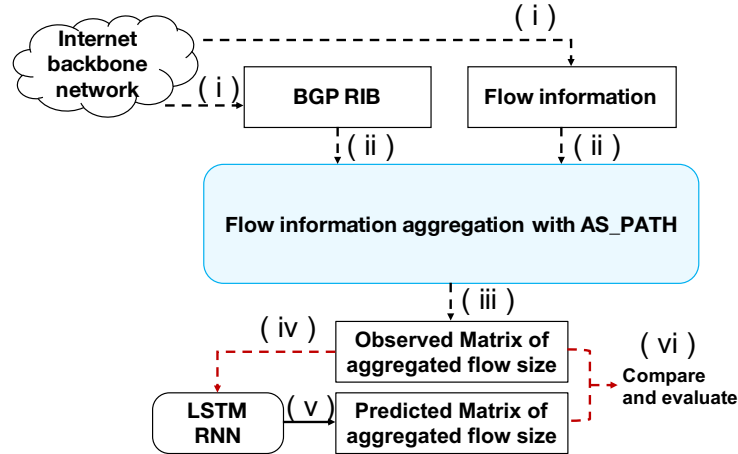 ( i )
Internet
backbone
network
( i )
BGP RIB
Flow information
( ii )
( ii )
Flow information aggregation with AS_PATH
( iii )
( iv )
Observed Matrix of
aggregated flow size
( vi )
Compare
and evaluate
LSTM
RNN
( v )
Predicted Matrix of
aggregated flow size